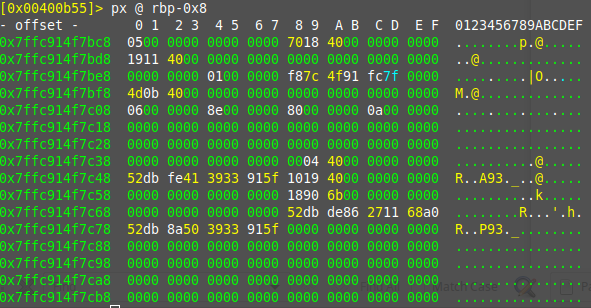 [0x00400b55]> px @ rbp-0x8
- offset -       0 1  2 3  4 5  6 7  8 9  A B  C D  E F  0123456789ABCDEF
0x7ffc914f7bc8  0500 0000 0000 0000 7018 4000 0000 0000  ........p.@.....
0x7ffc914f7bd8  1911 4000 0000 0000 0000 0000 0000 0000  ..@.............
0x7ffc914f7be8  0000 0000 0100 0000 f87c 4f91 fc7f 0000  .........|O.....
0x7ffc914f7bf8  4d0b 4000 0000 0000 0000 0000 0000 0000  M.@.............
0x7ffc914f7c08  0600 0000 8e00 0000 8000 0000 0a00 0000  ................
0x7ffc914f7c18  0000 0000 0000 0000 0000 0000 0000 0000  ................
0x7ffc914f7c28  0000 0000 0000 0000 0000 0000 0000 0000  ................
0x7ffc914f7c38  0000 0000 0000 0000 0004 4000 0000 0000  ..........@.....
0x7ffc914f7c48  52db fe41 3933 915f 1019 4000 0000 0000  R..A93._..@.....
0x7ffc914f7c58  0000 0000 0000 0000 1890 6b00 0000 0000  ..........k.....
0x7ffc914f7c68  0000 0000 0000 0000 52db de86 2711 68a0  ........R...'.h.
0x7ffc914f7c78  52db 8a50 3933 915f 0000 0000 0000 0000  R..P93._........
0x7ffc914f7c88  0000 0000 0000 0000 0000 0000 0000 0000  ................
0x7ffc914f7c98  0000 0000 0000 0000 0000 0000 0000 0000  ................
0x7ffc914f7ca8  0000 0000 0000 0000 0000 0000 0000 0000  ................
0x7ffc914f7cb8  0000 0000 0000 0000 0000 0000 0000 0000  ................